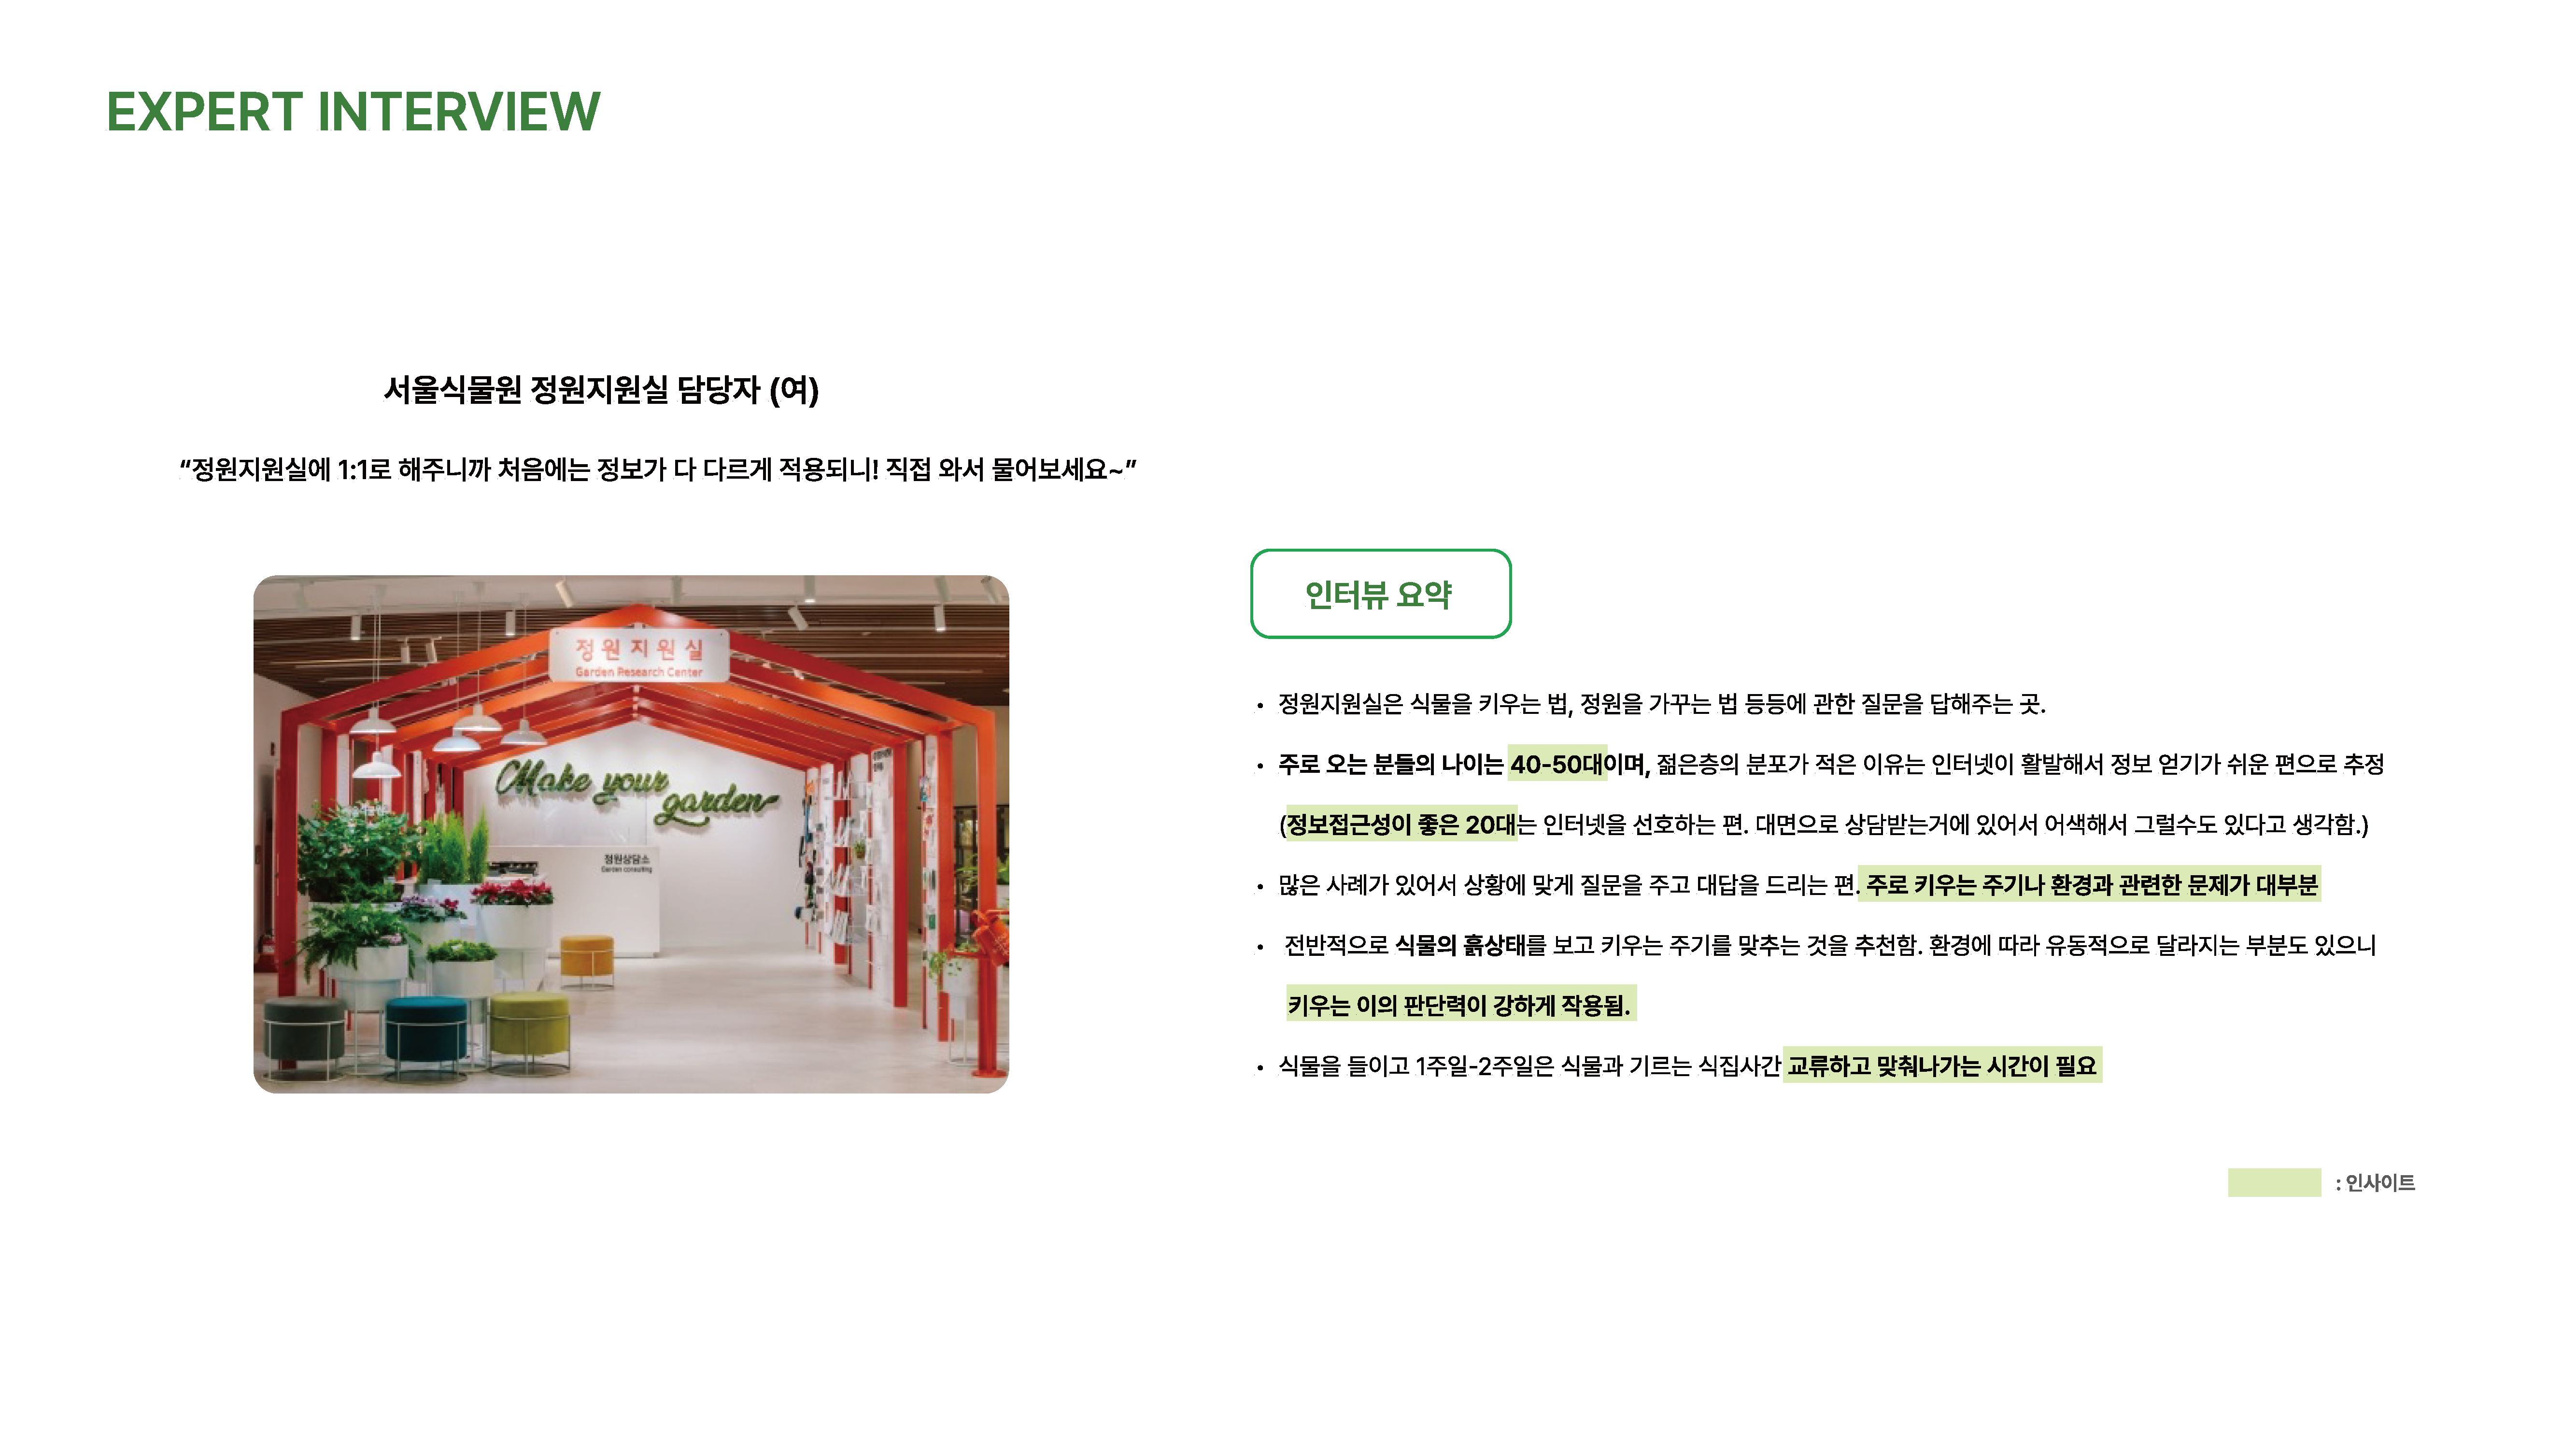 EXPERT INTERVIEW
서울식물원 정원지원실 담당자 (여)
“정원지원실에 1:1로 해주니까 처음에는 정보가 다 다르게 적용되니! 직접 와서 물어보세요~”
정원지원실
Garden Research Center
Make your
garden
정원상담소
Garden consulting
인터뷰 요약
• 정원지원실은 식물을 키우는 법, 정원을 가꾸는 법 등등에 관한 질문을 답해주는 곳.
• 주로 오는 분들의 나이는 40-50대이며, 젊은층의 분포가 적은 이유는 인터넷이 활발해서 정보 얻기가 쉬운 편으로 추정
(정보접근성이 좋은 20대는 인터넷을 선호하는 편. 대면으로 상담받는거에 있어서 어색해서 그럴수도 있다고 생각함.)
• 많은 사례가 있어서 상황에 맞게 질문을 주고 대답을 드리는 편. 주로 키우는 주기나 환경과 관련한 문제가 대부분
• 전반적으로 식물의 흙상태를 보고 키우는 주기를 맞추는 것을 추천함. 환경에 따라 유동적으로 달라지는 부분도 있으니
키우는 이의 판단력이 강하게 작용됨.
• 식물을 들이고 1주일-2주일은 식물과 기르는 식집사간 교류하고 맞춰나가는 시간이 필요
: 인사이트